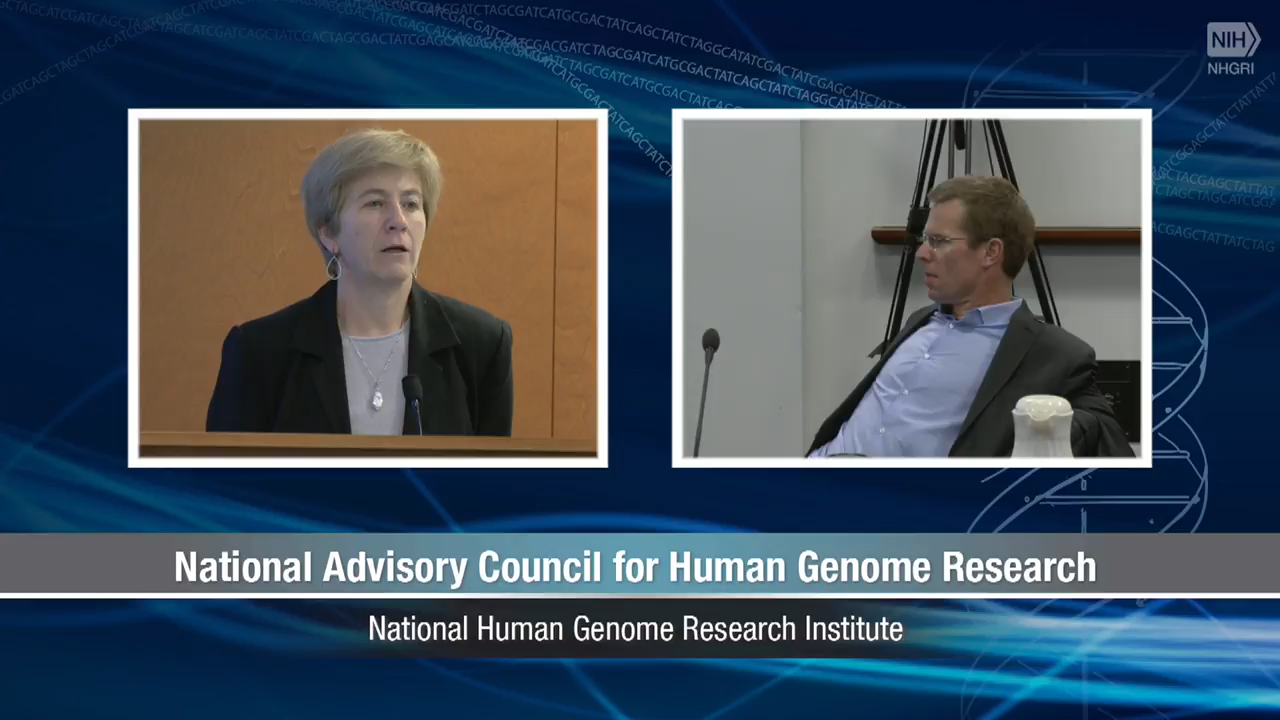 NIH
NHGRI
National Advisory Council for Human Genome Research
National Human Genome Research Institute